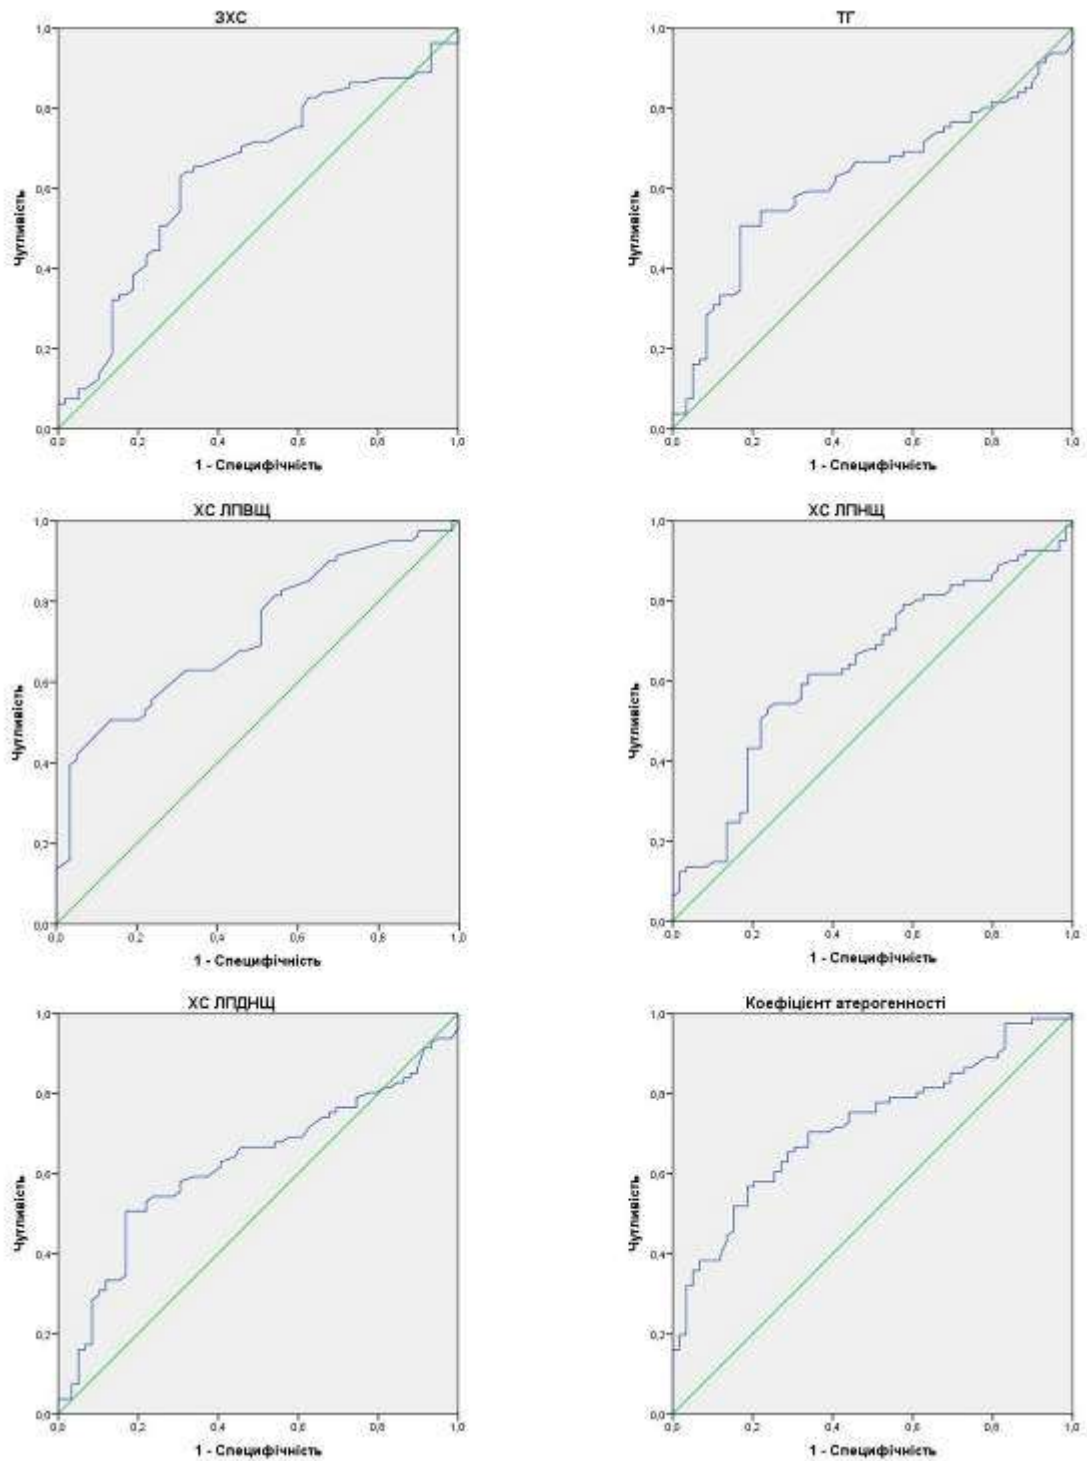 ЗХС
1,0
0,8
0,6
0,4
0,2
0,0
Чутливість
0,0 0,2 0,4 0,6 0,8 1,0
1 - Специфічність
ТГ
1,0
0,8
0,6
0,4
0,2
0,0
Чутливість
0,0 0,2 0,4 0,6 0,8 1,0
1 - Специфічність
ХС ЛПВЩ
1,0
0,8
0,6
0,4
0,2
0,0
Чутливість
0,0 0,2 0,4 0,6 0,8 1,0
1 - Специфічність
ХС ЛПНЩ
1,0
0,8
0,6
0,4
0,2
0,0
Чутливість
0,0 0,2 0,4 0,6 0,8 1,0
1 - Специфічність
ХС ЛПДНЩ
1,0
0,8
0,6
0,4
0,2
0,0
Чутливість
0,0 0,2 0,4 0,6 0,8 1,0
1 - Специфічність
Коефіцієнт атерогенності
1,0
0,8
0,6
0,4
0,2
0,0
Чутливість
0,0 0,2 0,4 0,6 0,8 1,0
1 - Специфічність